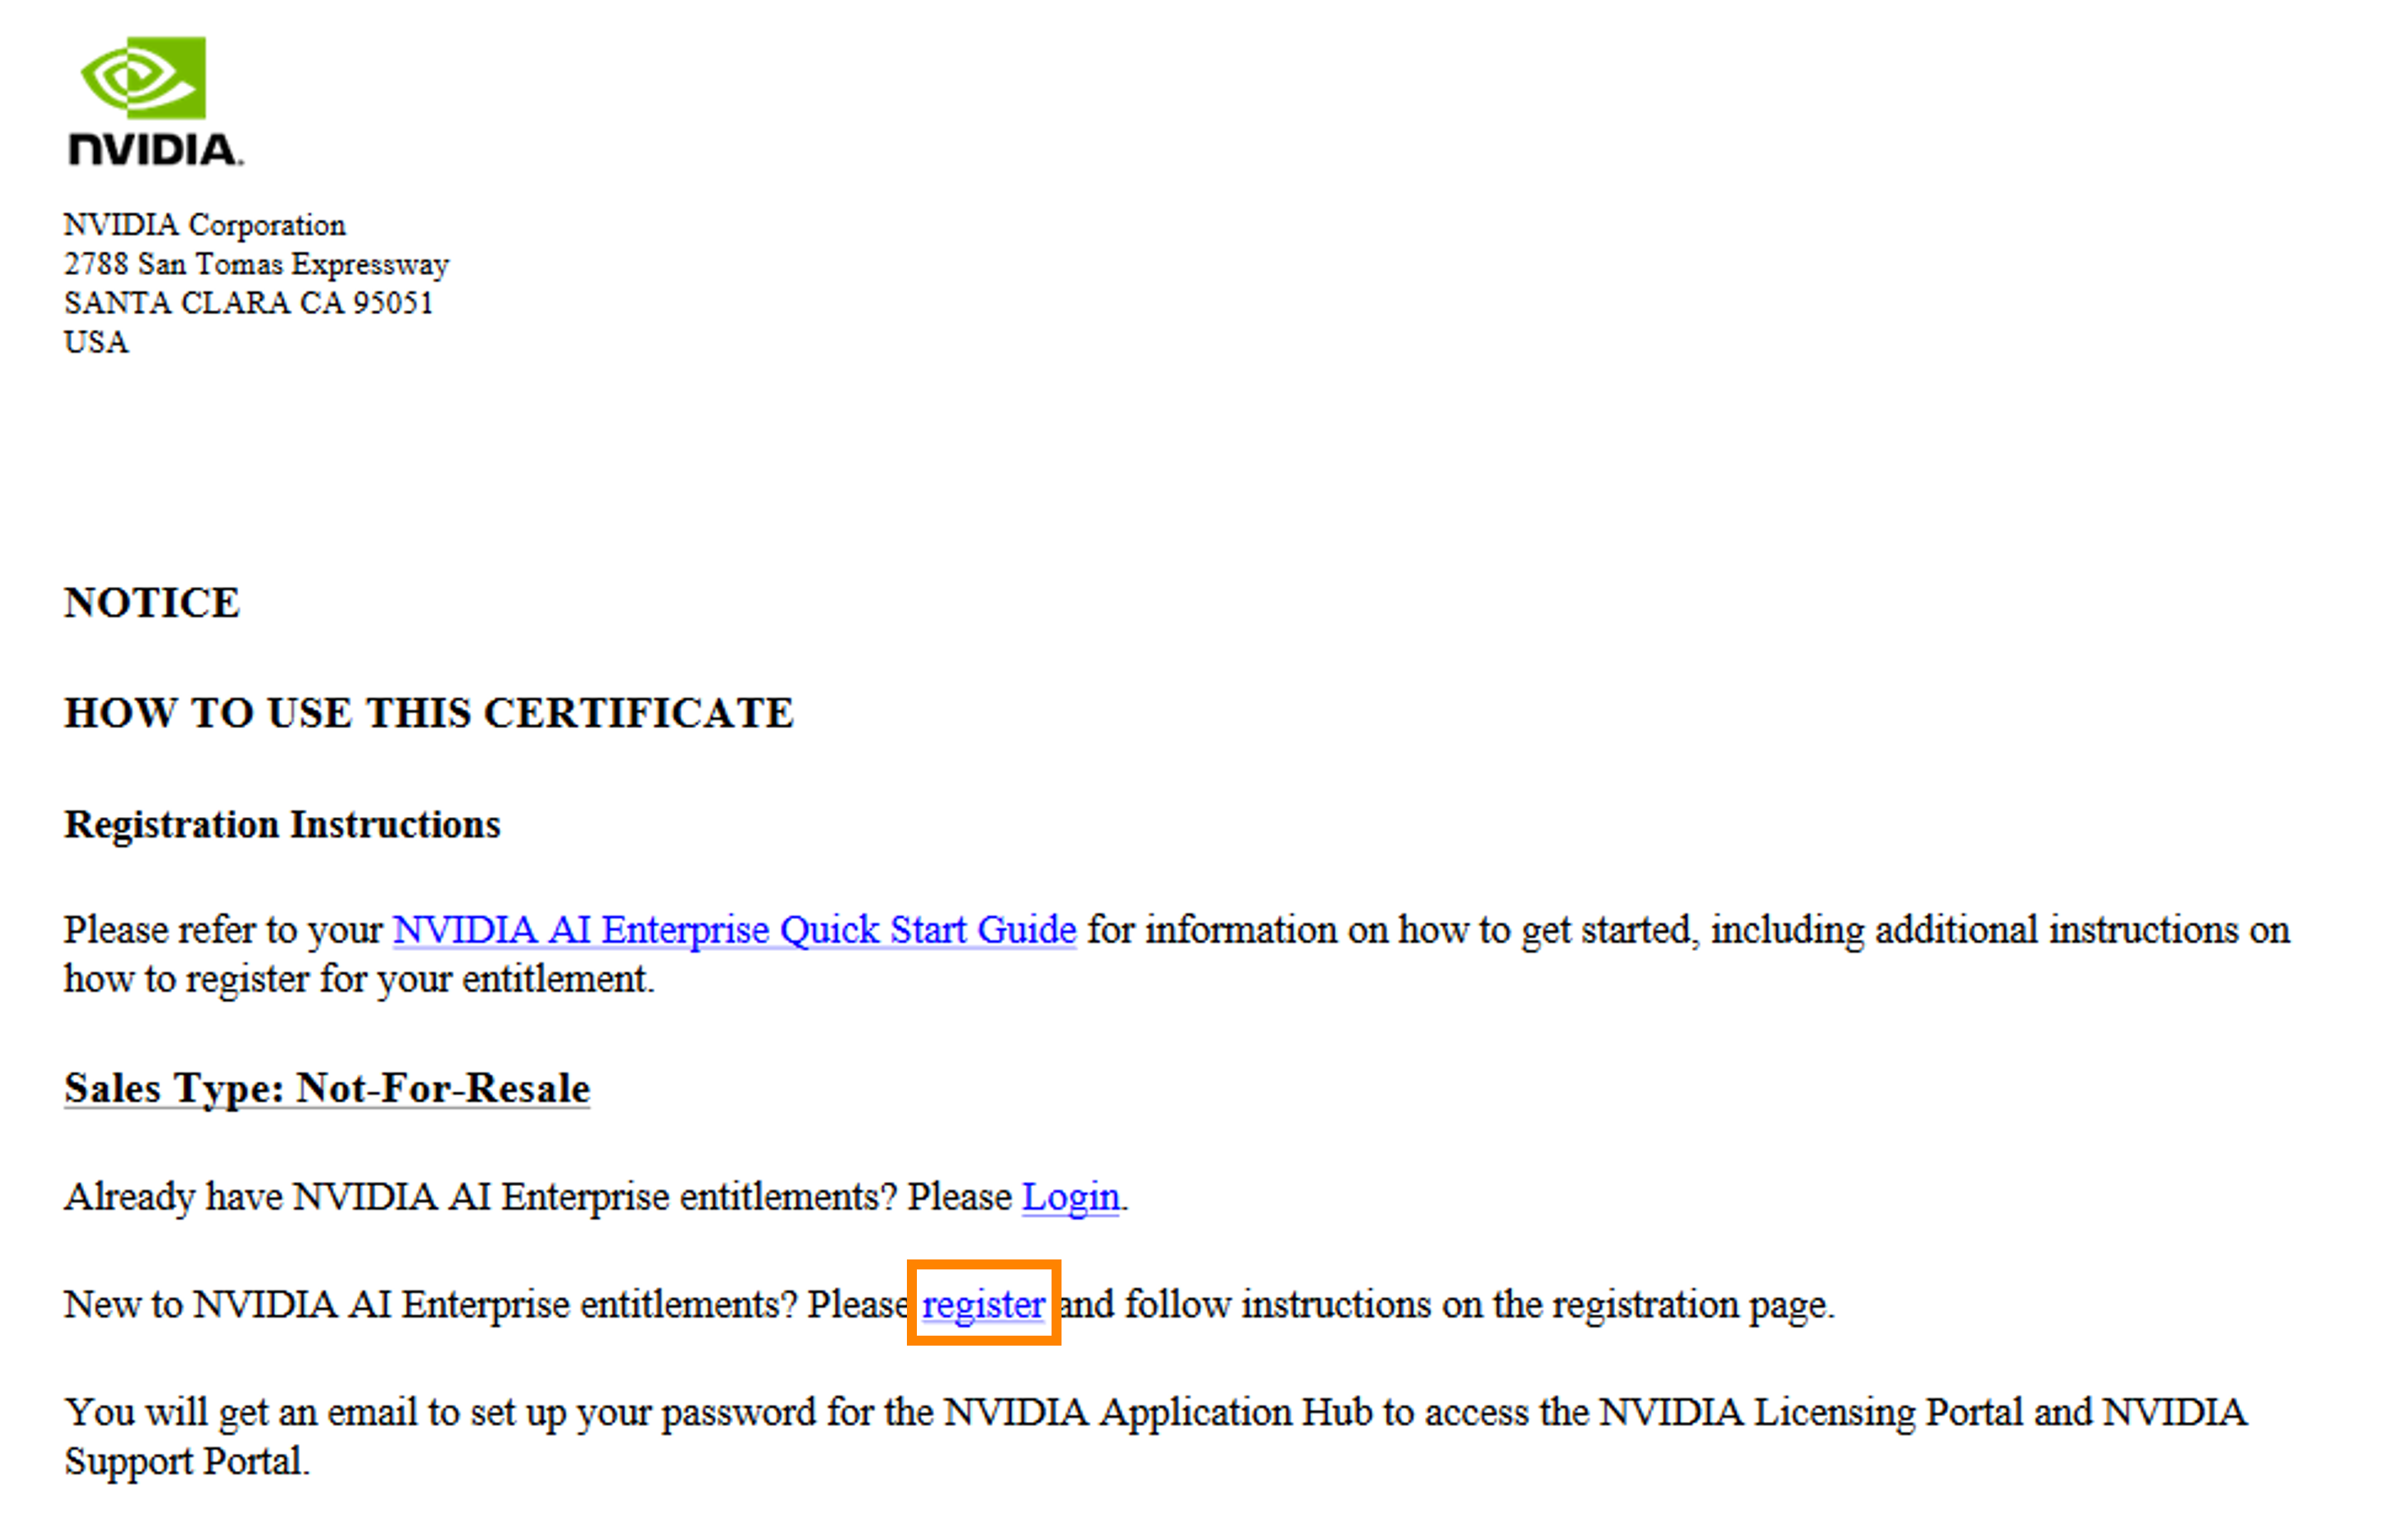 NVIDIA.
NVIDIA Corporation
2788 San Tomas Expressway
SANTA CLARA CA 95051
USA
NOTICE
HOW TO USE THIS CERTIFICATE
Registration Instructions
Please refer to your NVIDIA AI Enterprise Quick Start Guide for information on how to get started, including additional instructions on
how to register for your entitlement.
Sales Type: Not-For-Resale
Already have NVIDIA AI Enterprise entitlements? Please Login.
New to NVIDIA AI Enterprise entitlements? Please register and follow instructions on the registration page.
You will get an email to set up your password for the NVIDIA Application Hub to access the NVIDIA Licensing Portal and NVIDIA
Support Portal.